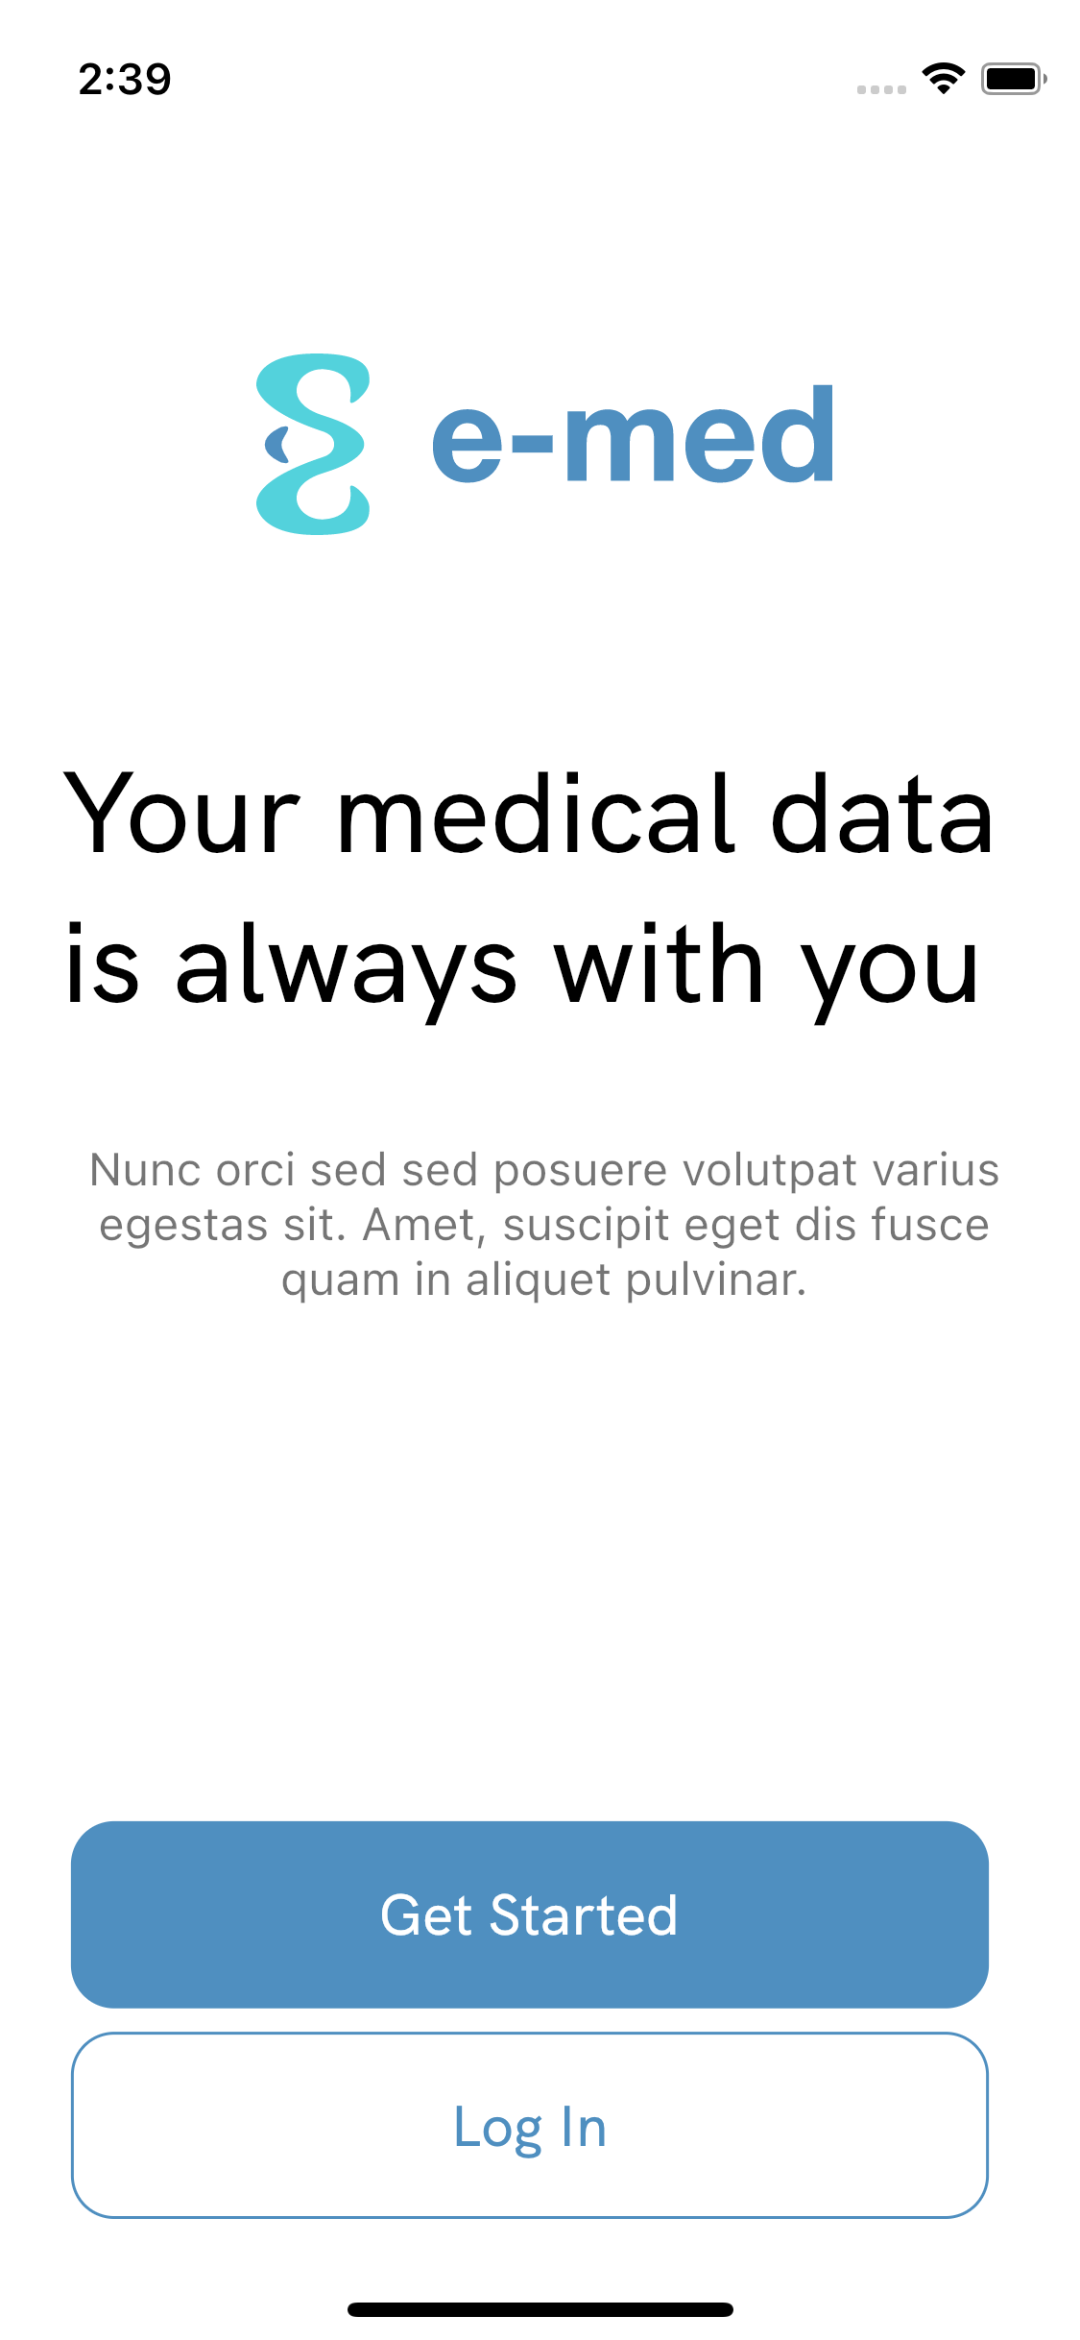 2:39
e-med
Your medical data
is always with you
Nunc orci sed sed posuere volutpat varius
egestas sit. Amet, suscipit eget dis fusce
quam in aliquet pulvinar.
Get Started
Log In